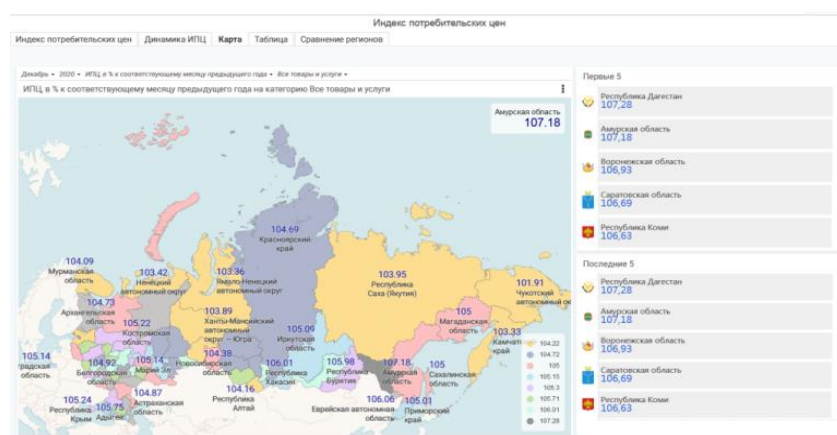 Индекс потребительских цен
Индекс потребительских цен Динамика ИПЦ Карта Таблица Сравнение регионов
Декабрь • 2020 • ИПЦ, в % к соответствующему месяцу предыдущего года • Все товары и услуги •
ИПЦ, в % к соответствующему месяцу предыдущего года на категорию Все товары и услуги
Амурская область
107.18
104.69
Красноярский
край
104.09
Мурманская
область
103.42
Ненецкий
автономный округ
103.36
Ямало-Ненецкий
автономный округ
103.95
Республика
Саха (Якутия)
101.91
Чукотский
автономный ок
104.73
Архангельская
область
103.89
Ханты-Мансийский
автономный
округ – Югра
105
Магаданская
область
105.22
Костромская
область
105.09
Иркутская
область
103.33
Камчат
край
105.14
радская
область
104.92
Белгородская
область
105.14
Марий Эл
104.38
Новосибирская
область
106.01
Республика
Хакасия
105.98
Республика
Бурятия
107.18
Амурская
область
105
Сахалинская
область
105.24
Республика
Крым
105.75
Адыгея
104.87
Астраханская
область
104.16
Республика
Алтай
106.06
Еврейская автономная
область
105.01
Приморский
край
104.22
104.72
105
105.15
105.3
105.71
106.01
107.28
Первые 5
Республика Дагестан
107,28
Амурская область
107,18
Воронежская область
106,93
Саратовская область
106,69
Республика Коми
106,63
Последние 5
Республика Дагестан
107,28
Амурская область
107,18
Воронежская область
106,93
Саратовская область
106,69
Республика Коми
106,63